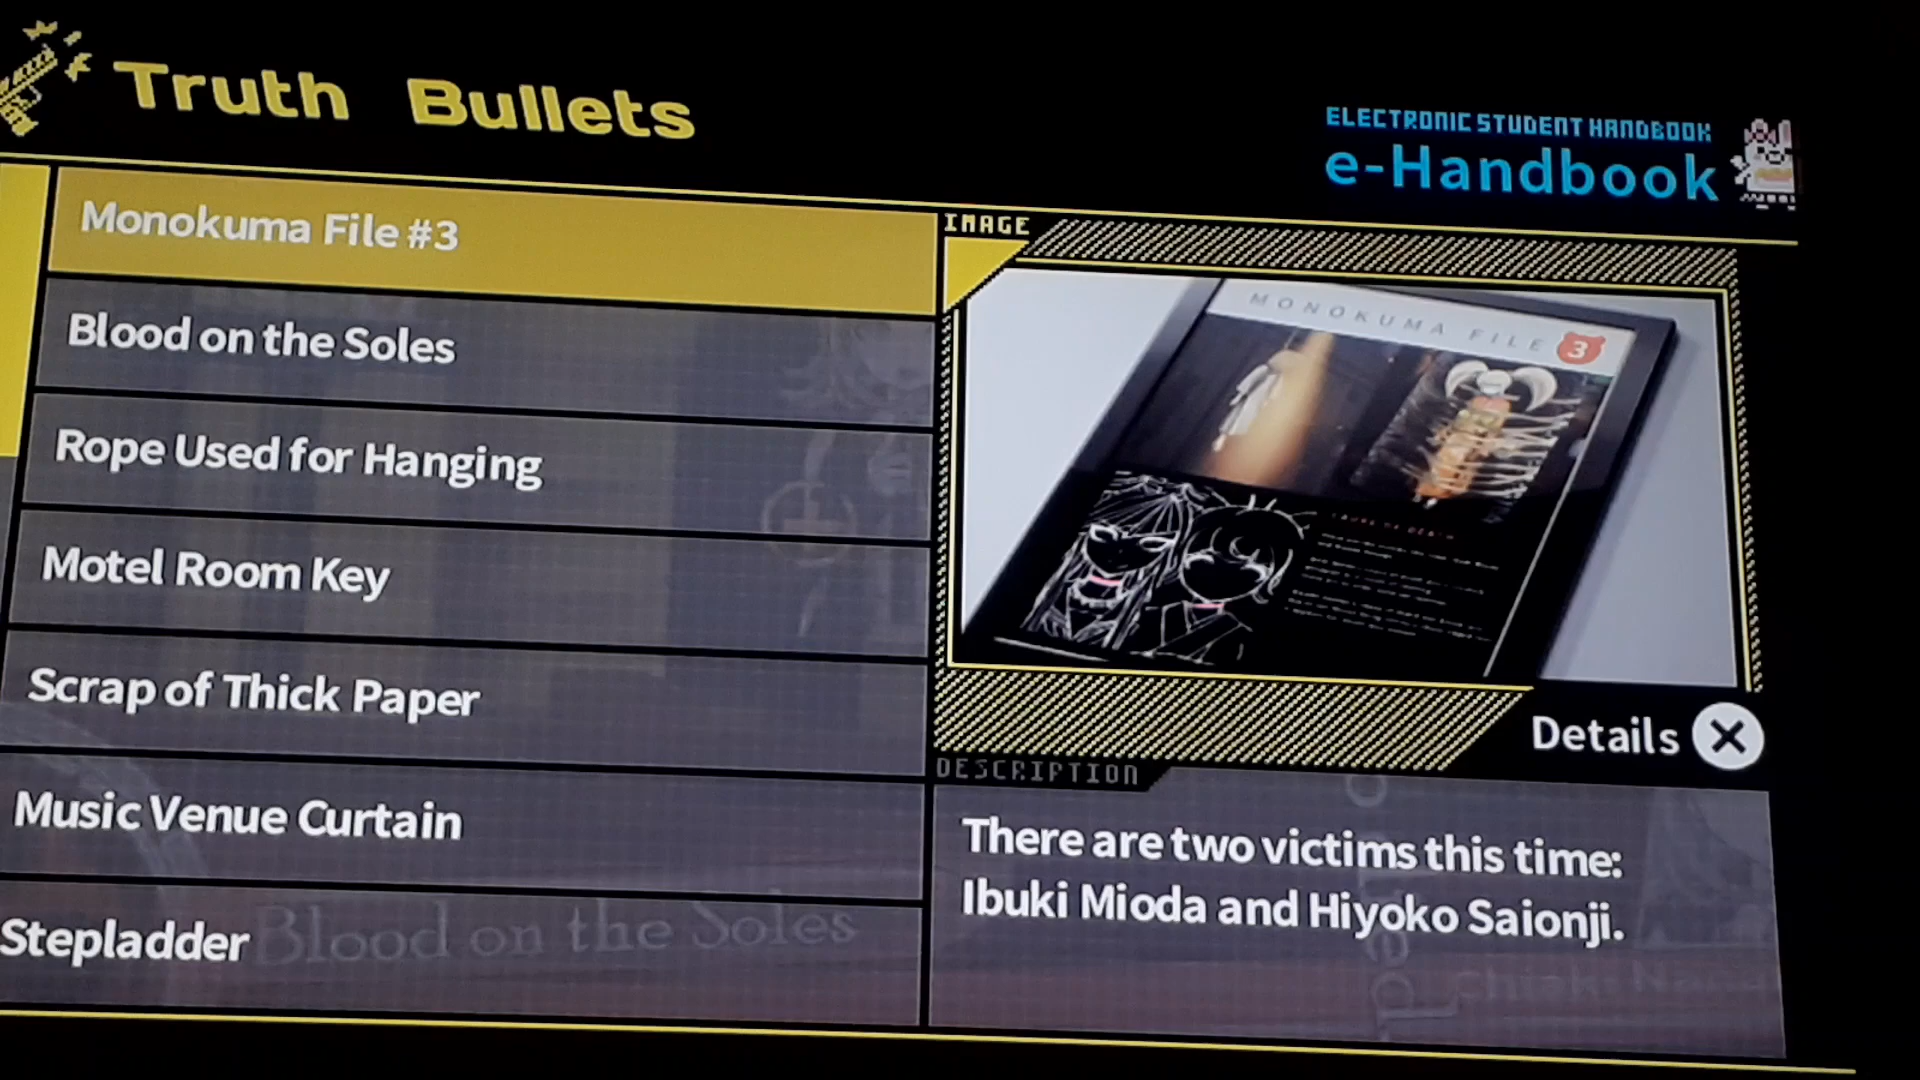 Truth Bullets
ELECTRONIC STUDENT HANDBOOK
e-Handbook
Monokuma File #3
Blood on the Soles
Rope Used for Hanging
Motel Room Key
Scrap of Thick Paper
Music Venue Curtain
Stepladder
Blood on the Soles
IMAGE
MONOKUMA FILE 3
Details
DESCRIPTION
There are two victims this time:
Ibuki Mioda and Hiyoko Saionji.